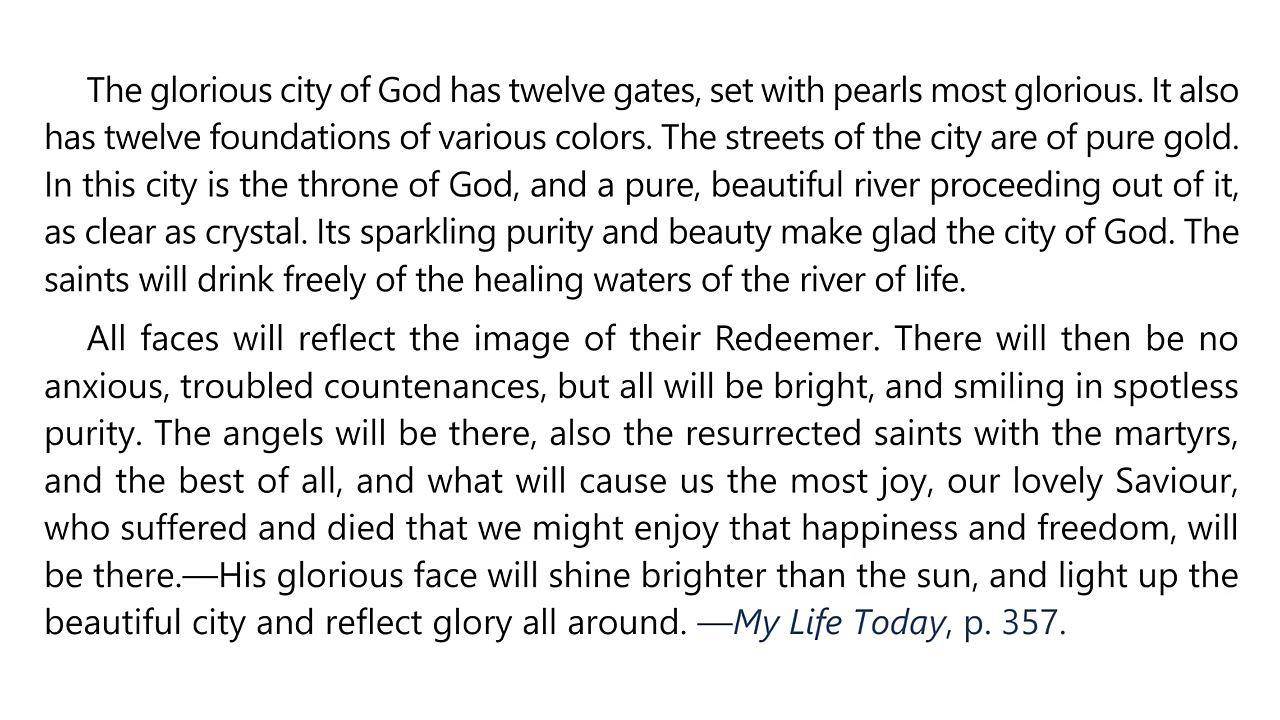 The glorious city of God has twelve gates, set with pearls most glorious. It also
has twelve foundations of various colors. The streets of the city are of pure gold.
In this city is the throne of God, and a pure, beautiful river proceeding out of it,
as clear as crystal. Its sparkling purity and beauty make glad the city of God. The
saints will drink freely of the healing waters of the river of life.
All faces will reflect the image of their Redeemer. There will then be no
anxious, troubled countenances, but all will be bright, and smiling in spotless
purity. The angels will be there, also the resurrected saints with the martyrs,
and the best of all, and what will cause us the most joy, our lovely Saviour,
who suffered and died that we might enjoy that happiness and freedom, will
be there.—His glorious face will shine brighter than the sun, and light up the
beautiful city and reflect glory all around. —My Life Today, p. 357.